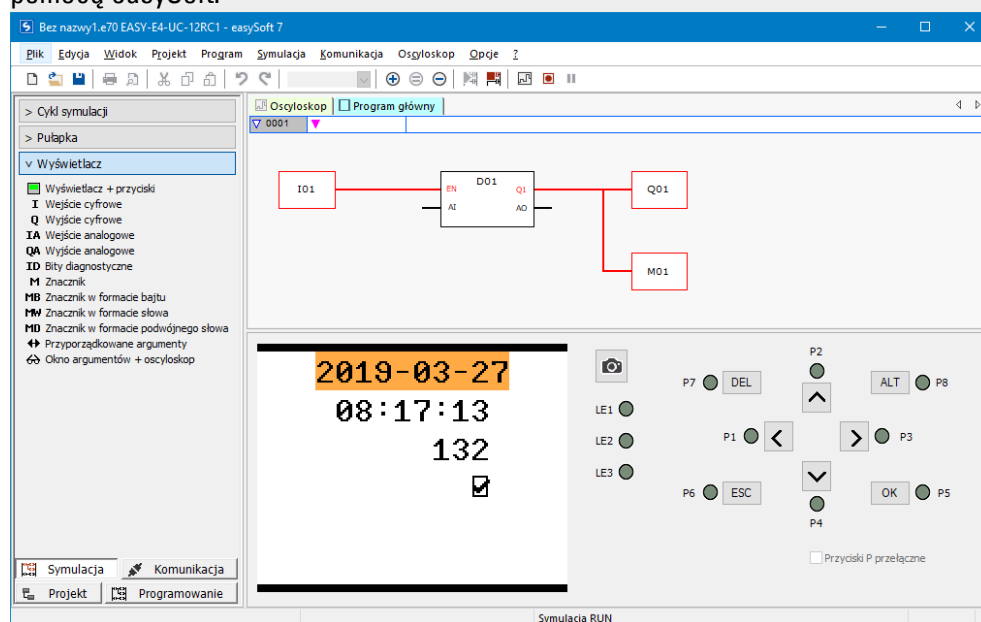 pomocą easySoft.
Bez nazwy1.e70 EASY-E4-UC-12RC1 - easySoft 7
Plik Edycja Widok Projekt Program Symulacja Komunikacja Oscyloskop Opcje ?
> Cykl symulacji
> Pułapka
v Wyświetlacz
Wyświetlacz + przyciski
I Wejście cyfrowe
Q Wyjście cyfrowe
IA Wejście analogowe
QA Wyjście analogowe
ID Bity diagnostyczne
M Znacznik
MB Znacznik w formacie bajtu
MW Znacznik w formacie słowa
MD Znacznik w formacie podwójnego słowa
Przyporządkowane argumenty
Okno argumentów + oscyloskop
Symulacja Komunikacja
Projekt Programowanie
Oscyloskop Program główny
0001
I01
D01
EN Q1
AI AO
Q01
M01
2019-03-27
08:17:13
132
LE1
LE2
LE3
P2
P7 DEL
ALT P8
P1
P3
P6 ESC
OK P5
P4
Przyciski P przełączne
Symulacja RUN